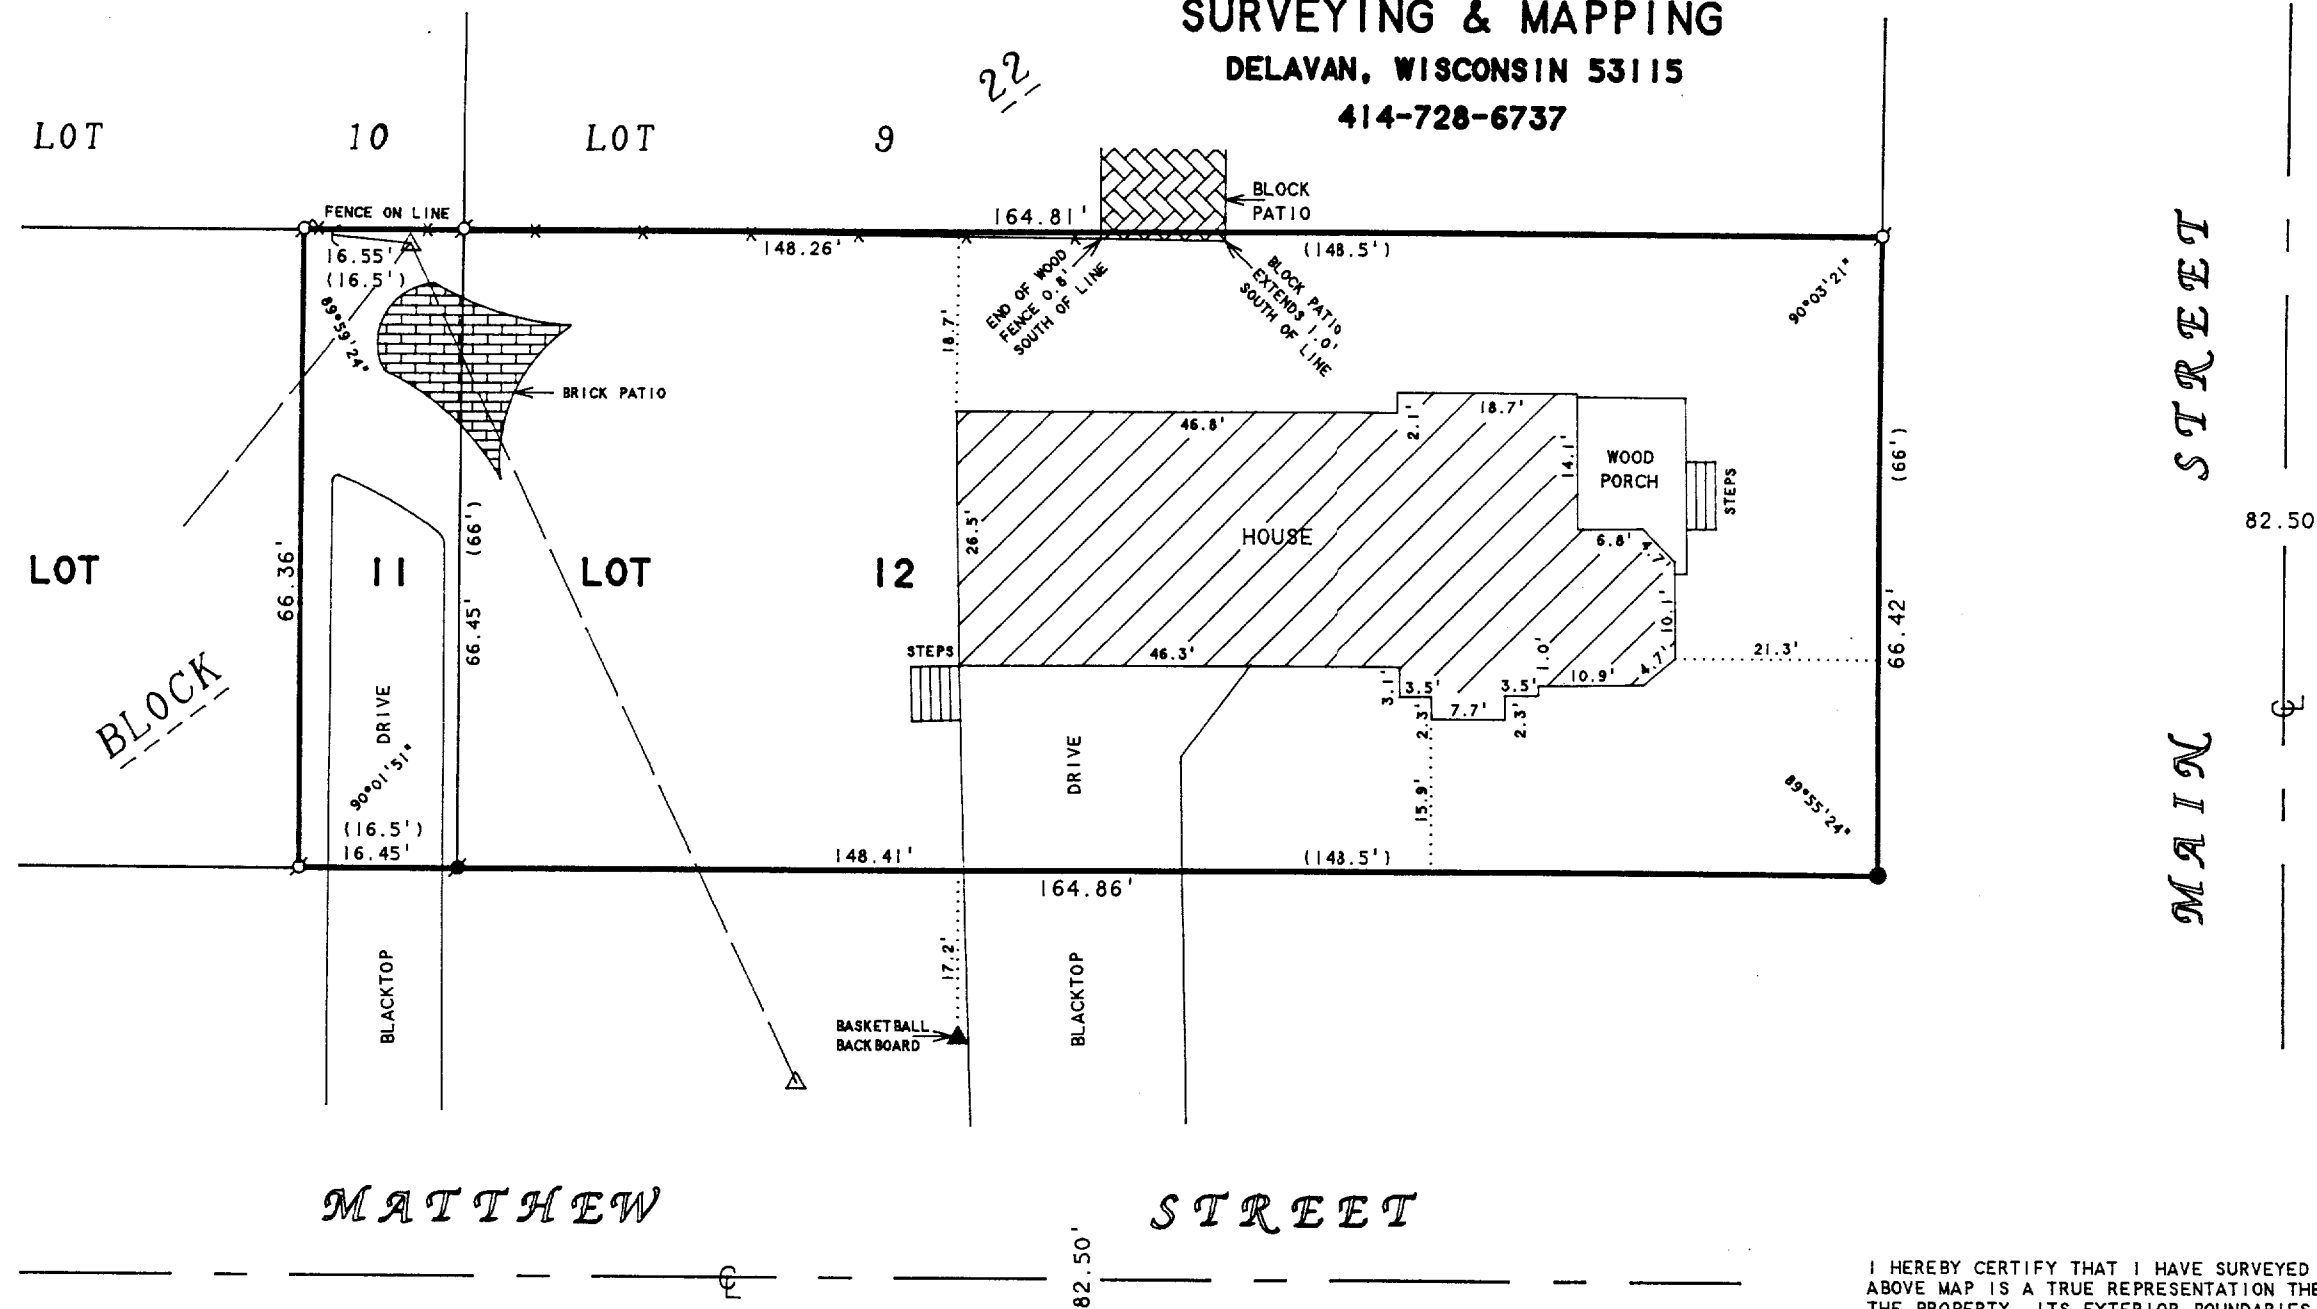 SURVEYING & MAPPING
DELAVAN, WISCONSIN 53115
414-728-6737
22
LOT 10 LOT 9
BLOCK
PATIO
FENCE ON LINE
164.81'
16.55'
(16.5')
148.26'
(148.5')
89°59'24"
END OF WOOD
FENCE 0.8'
SOUTH OF LINE
BLOCK PATIO
EXTENDS 1.0'
SOUTH OF LINE
90°03'21"
18.7'
BRICK PATIO
46.8'
2.1'
18.7'
14.1'
WOOD
PORCH
STEPS
(66')
STREET
82.50
26.5'
HOUSE
6.8'
4.7'
10.1'
(66')
66.45'
66.36'
LOT 11 LOT 12
66.42'
BLOCK
STEPS
46.3'
3.1'
3.5'
2.3'
7.7'
3.5'
2.3'
1.0'
10.9'
4.7'
21.3'
DRIVE
90°01'51"
DRIVE
15.9'
89°55'24"
MAIN
℄
(16.5')
16.45'
148.41'
(148.5')
164.86'
17.2'
BLACKTOP
BLACKTOP
BASKETBALL
BACKBOARD
MATTHEW STREET
82.50'
℄
I HEREBY CERTIFY THAT I HAVE SURVEYED
ABOVE MAP IS A TRUE REPRESENTATION THE
THE PROPERTY, ITS EXTERIOR BOUNDARIES